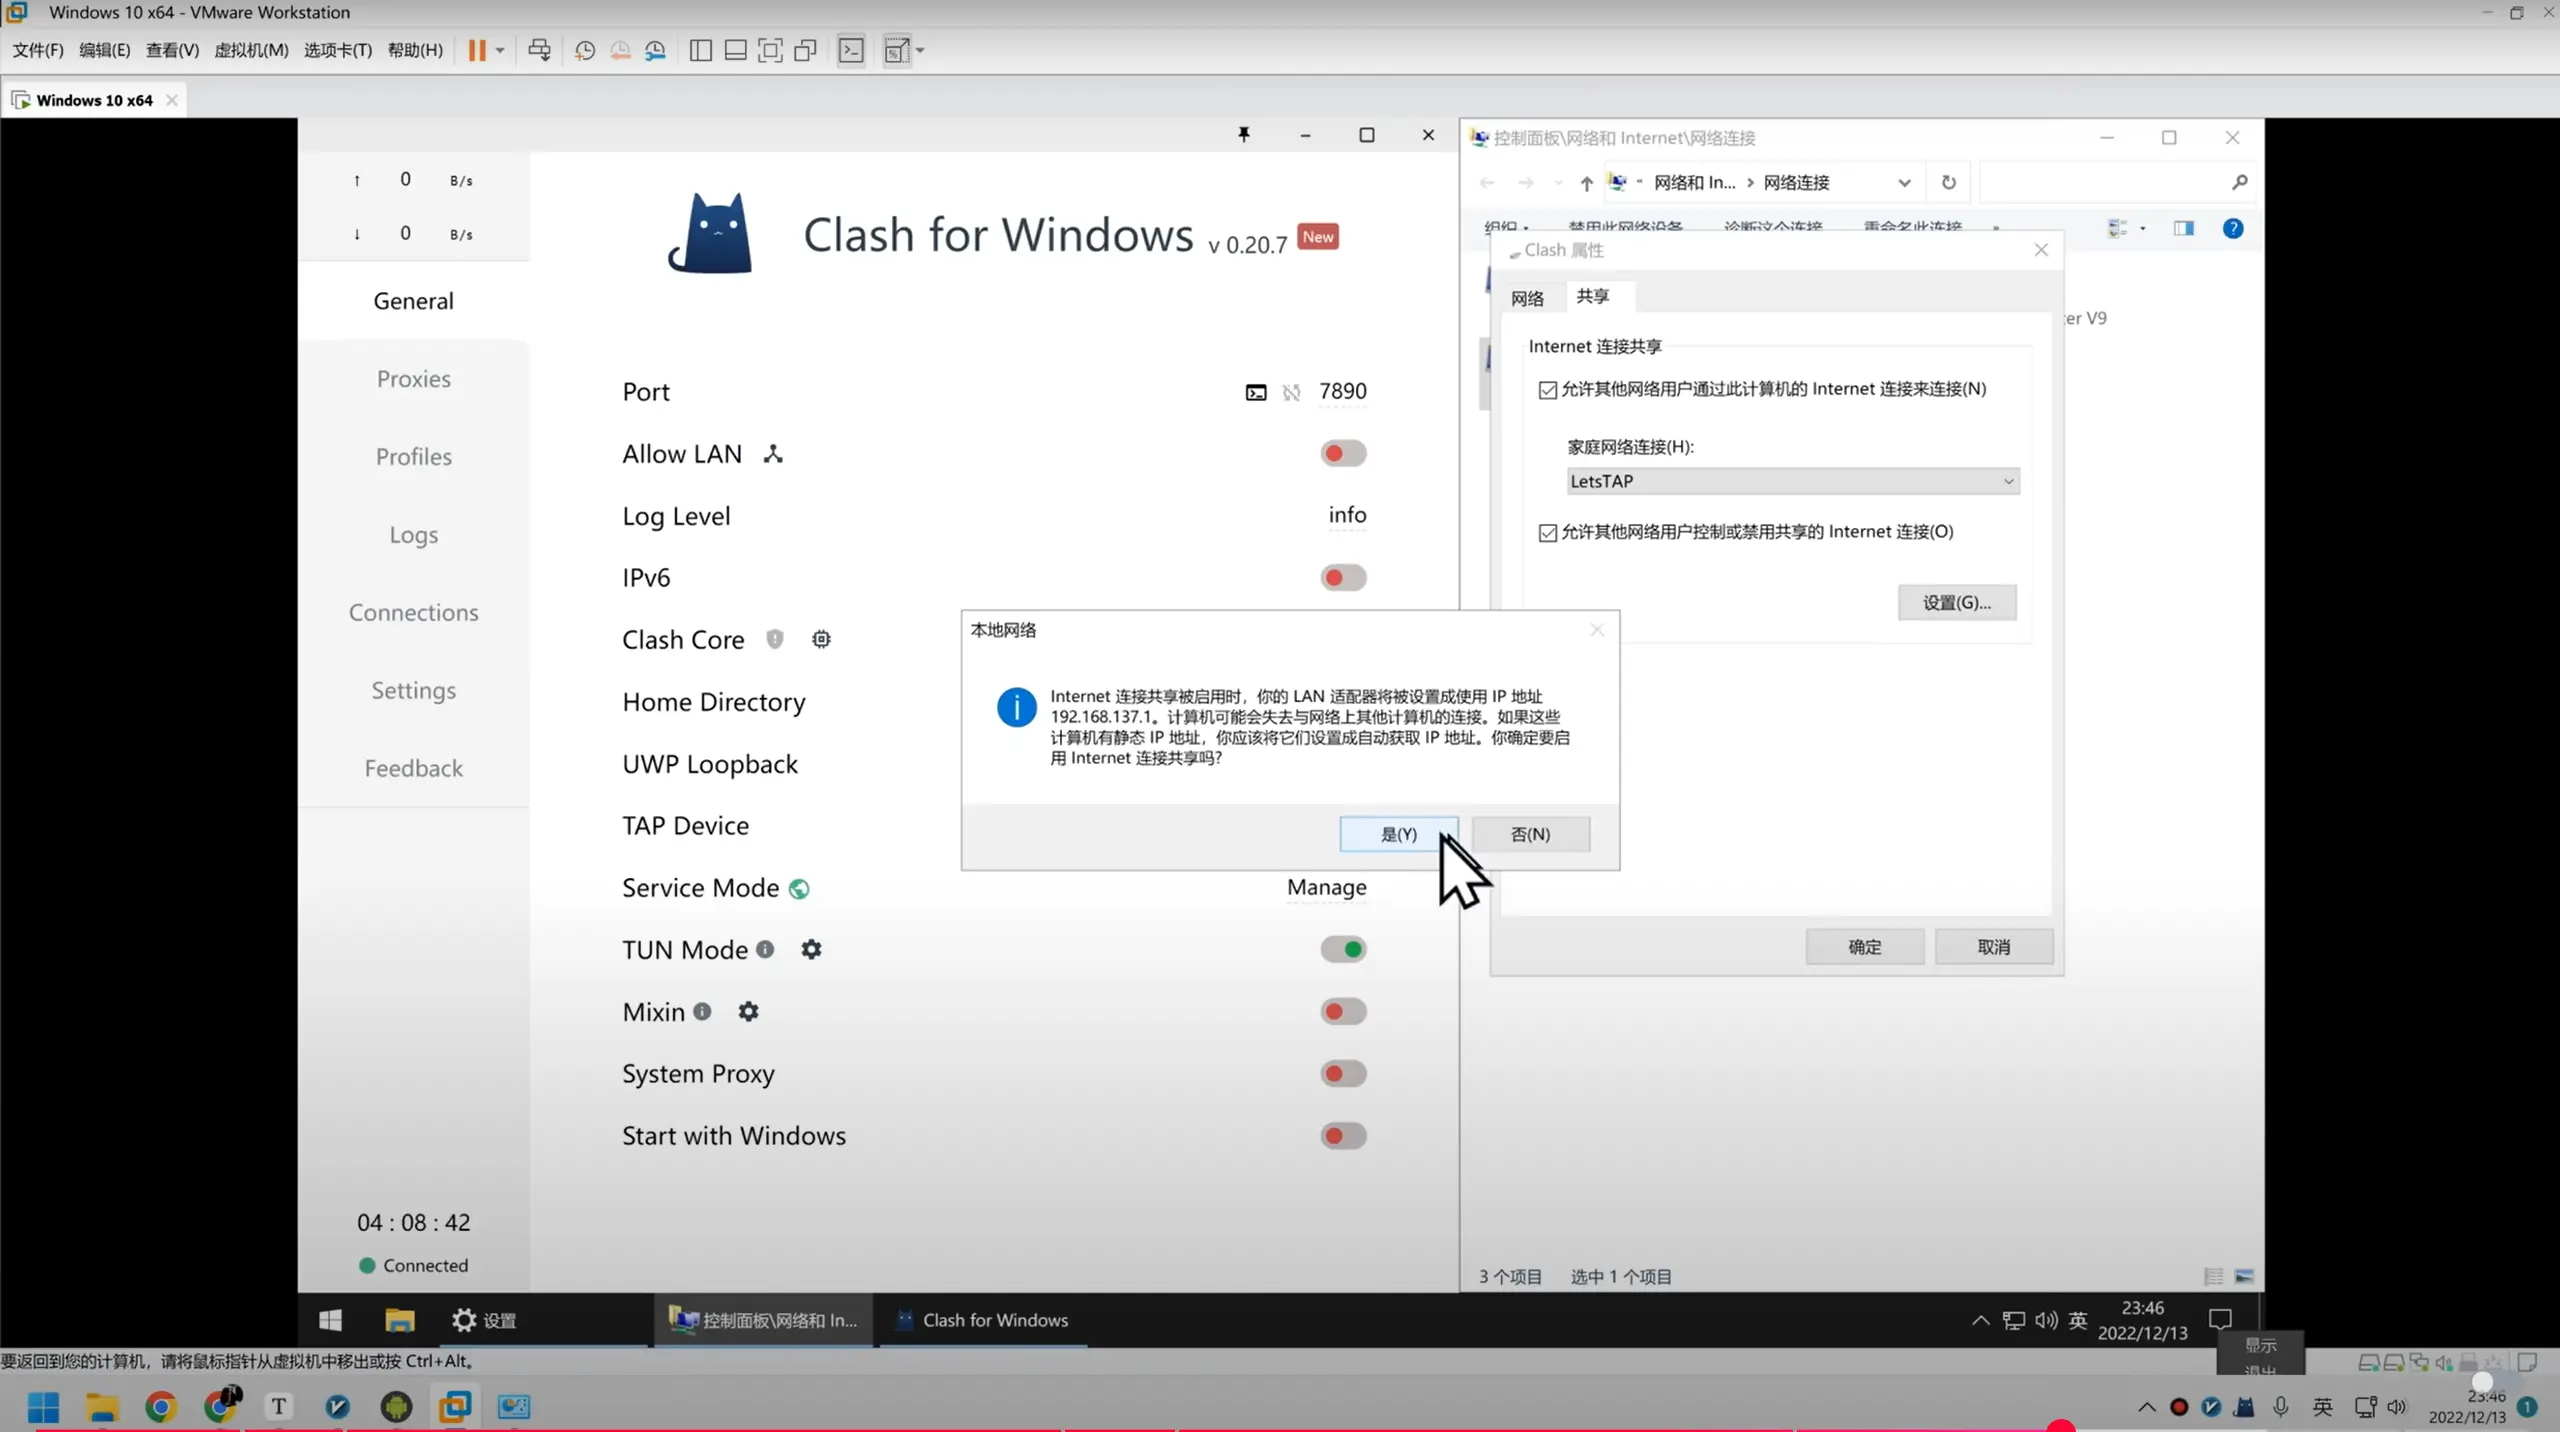 Windows 10 x64 - VMware Workstation
文件(F) 编辑(E) 查看(V) 虚拟机(M) 选项卡(T) 帮助(H)
Windows 10 x64
↑ 0 B/s
↓ 0 B/s
General
Proxies
Profiles
Logs
Connections
Settings
Feedback
04 : 08 : 42
Connected
Clash for Windows v 0.20.7 New
Port 7890
Allow LAN
Log Level info
IPv6
Clash Core
Home Directory
UWP Loopback
TAP Device
Service Mode Manage
TUN Mode
Mixin
System Proxy
Start with Windows
控制面板\网络和 Internet\网络连接
网络和 In... › 网络连接
组织 禁用此网络设备 诊断这个连接 重命名此连接 »
er V9
Clash 属性
网络 共享
Internet 连接共享
允许其他网络用户通过此计算机的 Internet 连接来连接(N)
家庭网络连接(H):
LetsTAP
允许其他网络用户控制或禁用共享的 Internet 连接(O)
设置(G)...
确定 取消
本地网络
Internet 连接共享被启用时，你的 LAN 适配器将被设置成使用 IP 地址
192.168.137.1。计算机可能会失去与网络上其他计算机的连接。如果这些
计算机有静态 IP 地址，你应该将它们设置成自动获取 IP 地址。你确定要启
用 Internet 连接共享吗?
是(Y) 否(N)
3 个项目 选中 1 个项目
设置
控制面板\网络和 In...
Clash for Windows
英
23:46
2022/12/13
显示
退出
要返回到您的计算机，请将鼠标指针从虚拟机中移出或按 Ctrl+Alt。
T
英
23:46
2022/12/13
1